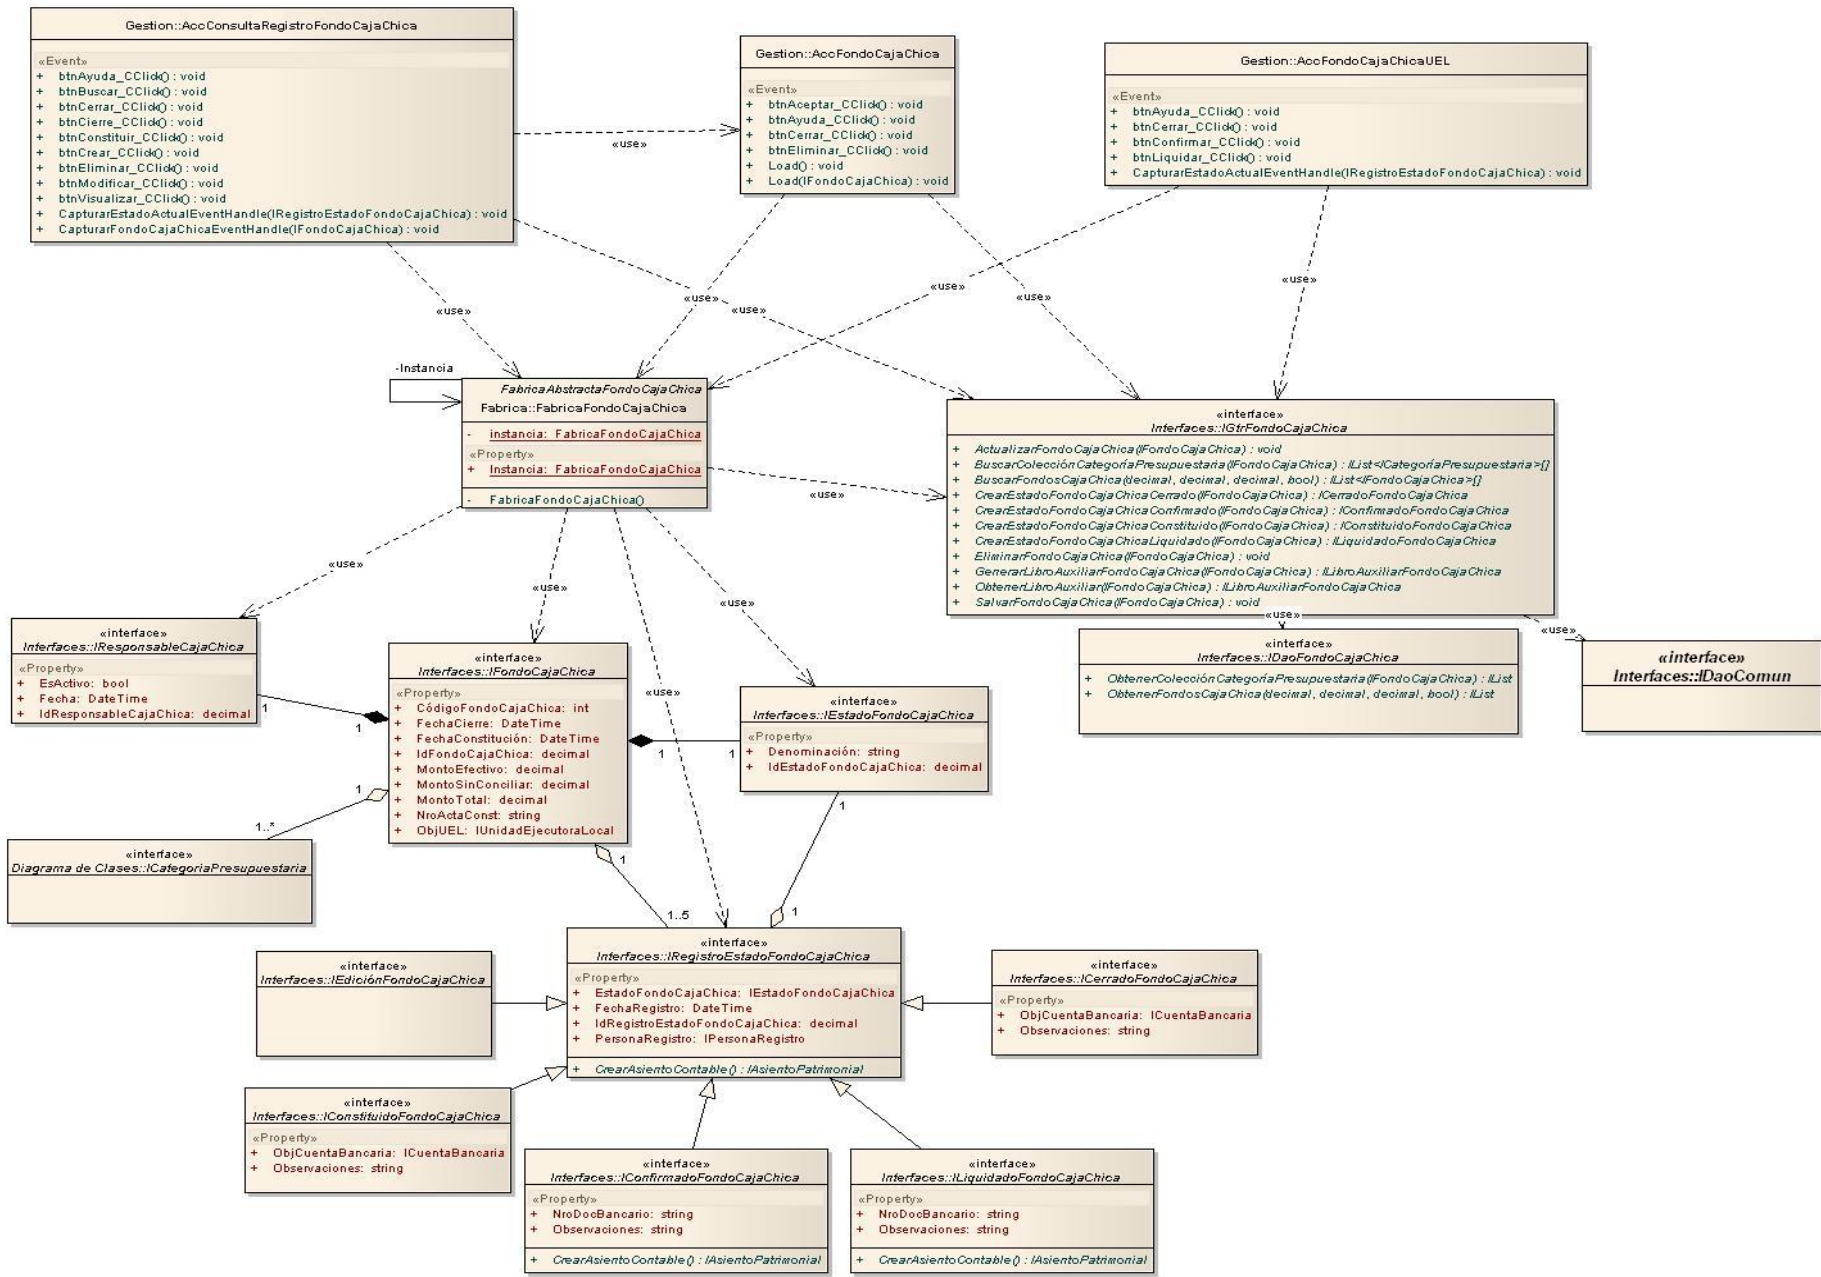 Gestion::AccConsultaRegistroFondoCajaChica
«Event»
+ btnAyuda_CClick() : void
+ btnBuscar_CClick() : void
+ btnCerrar_CClick() : void
+ btnCierre_CClick() : void
+ btnConstituir_CClick() : void
+ btnCrear_CClick() : void
+ btnEliminar_CClick() : void
+ btnModificar_CClick() : void
+ btnVisualizar_CClick() : void
+ CapturarEstadoActualEventHandle(IRegistroEstadoFondoCajaChica) : void
+ CapturarFondoCajaChicaEventHandle(IFondoCajaChica) : void
«use»
Gestion::AccFondoCajaChica
«Event»
+ btnAceptar_CClick() : void
+ btnAyuda_CClick() : void
+ btnCerrar_CClick() : void
+ btnEliminar_CClick() : void
+ Load() : void
+ Load(IFondoCajaChica) : void
Gestion::AccFondoCajaChicaUEL
«Event»
+ btnAyuda_CClick() : void
+ btnCerrar_CClick() : void
+ btnConfirmar_CClick() : void
+ btnLiquidar_CClick() : void
+ CapturarEstadoActualEventHandle(IRegistroEstadoFondoCajaChica) : void
«use»
«use»
«use»
«use»
«use»
«use»
-Instancia
FabricaAbstractaFondoCajaChica
Fabrica::FabricaFondoCajaChica
- instancia: FabricaFondoCajaChica
«Property»
+ Instancia: FabricaFondoCajaChica
- FabricaFondoCajaChica()
«use»
«interface»
Interfaces::IGtrFondoCajaChica
+ ActualizarFondoCajaChica(IFondoCajaChica) : void
+ BuscarColecciónCategoríaPresupuestaria(IFondoCajaChica) : IList<ICategoríaPresupuestaria>[]
+ BuscarFondosCajaChica(decimal, decimal, decimal, bool) : IList<IFondoCajaChica>[]
+ CrearEstadoFondoCajaChicaCerrado(IFondoCajaChica) : ICerradoFondoCajaChica
+ CrearEstadoFondoCajaChicaConfirmado(IFondoCajaChica) : IConfirmadoFondoCajaChica
+ CrearEstadoFondoCajaChicaConstituido(IFondoCajaChica) : IConstituidoFondoCajaChica
+ CrearEstadoFondoCajaChicaLiquidado(IFondoCajaChica) : ILiquidadoFondoCajaChica
+ EliminarFondoCajaChica(IFondoCajaChica) : void
+ GenerarLibroAuxiliarFondoCajaChica(IFondoCajaChica) : ILibroAuxiliarFondoCajaChica
+ ObtenerLibroAuxiliar(IFondoCajaChica) : ILibroAuxiliarFondoCajaChica
+ SalvarFondoCajaChica(IFondoCajaChica) : void
«use»
«use»
«use»
«use»
«use»
«use»
«interface»
Interfaces::IResponsableCajaChica
«Property»
+ EsActivo: bool
+ Fecha: DateTime
+ IdResponsableCajaChica: decimal
1
1
«interface»
Interfaces::IFondoCajaChica
«Property»
+ CódigoFondoCajaChica: int
+ FechaCierre: DateTime
+ FechaConstitución: DateTime
+ IdFondoCajaChica: decimal
+ MontoEfectivo: decimal
+ MontoSinConciliar: decimal
+ MontoTotal: decimal
+ NroActaConst: string
+ ObjUEL: IUnidadEjecutoraLocal
1
1
«interface»
Interfaces::IEstadoFondoCajaChica
«Property»
+ Denominación: string
+ IdEstadoFondoCajaChica: decimal
«interface»
Interfaces::IDaoFondoCajaChica
+ ObtenerColecciónCategoríaPresupuestaria(IFondoCajaChica) : IList
+ ObtenerFondosCajaChica(decimal, decimal, decimal, bool) : IList
«interface»
Interfaces::IDaoComun
1
1..*
1
«interface»
Diagrama de Clases::ICategoriaPresupuestaria
1
1..5
1
«interface»
Interfaces::IRegistroEstadoFondoCajaChica
«Property»
+ EstadoFondoCajaChica: IEstadoFondoCajaChica
+ FechaRegistro: DateTime
+ IdRegistroEstadoFondoCajaChica: decimal
+ PersonaRegistro: IPersonaRegistro
+ CrearAsientoContable() : IAsientoPatrimonial
«interface»
Interfaces::IEdiciónFondoCajaChica
«interface»
Interfaces::ICerradoFondoCajaChica
«Property»
+ ObjCuentaBancaria: ICuentaBancaria
+ Observaciones: string
«interface»
Interfaces::IConstituidoFondoCajaChica
«Property»
+ ObjCuentaBancaria: ICuentaBancaria
+ Observaciones: string
«interface»
Interfaces::IConfirmadoFondoCajaChica
«Property»
+ NroDocBancario: string
+ Observaciones: string
+ CrearAsientoContable() : IAsientoPatrimonial
«interface»
Interfaces::ILiquidadoFondoCajaChica
«Property»
+ NroDocBancario: string
+ Observaciones: string
+ CrearAsientoContable() : IAsientoPatrimonial